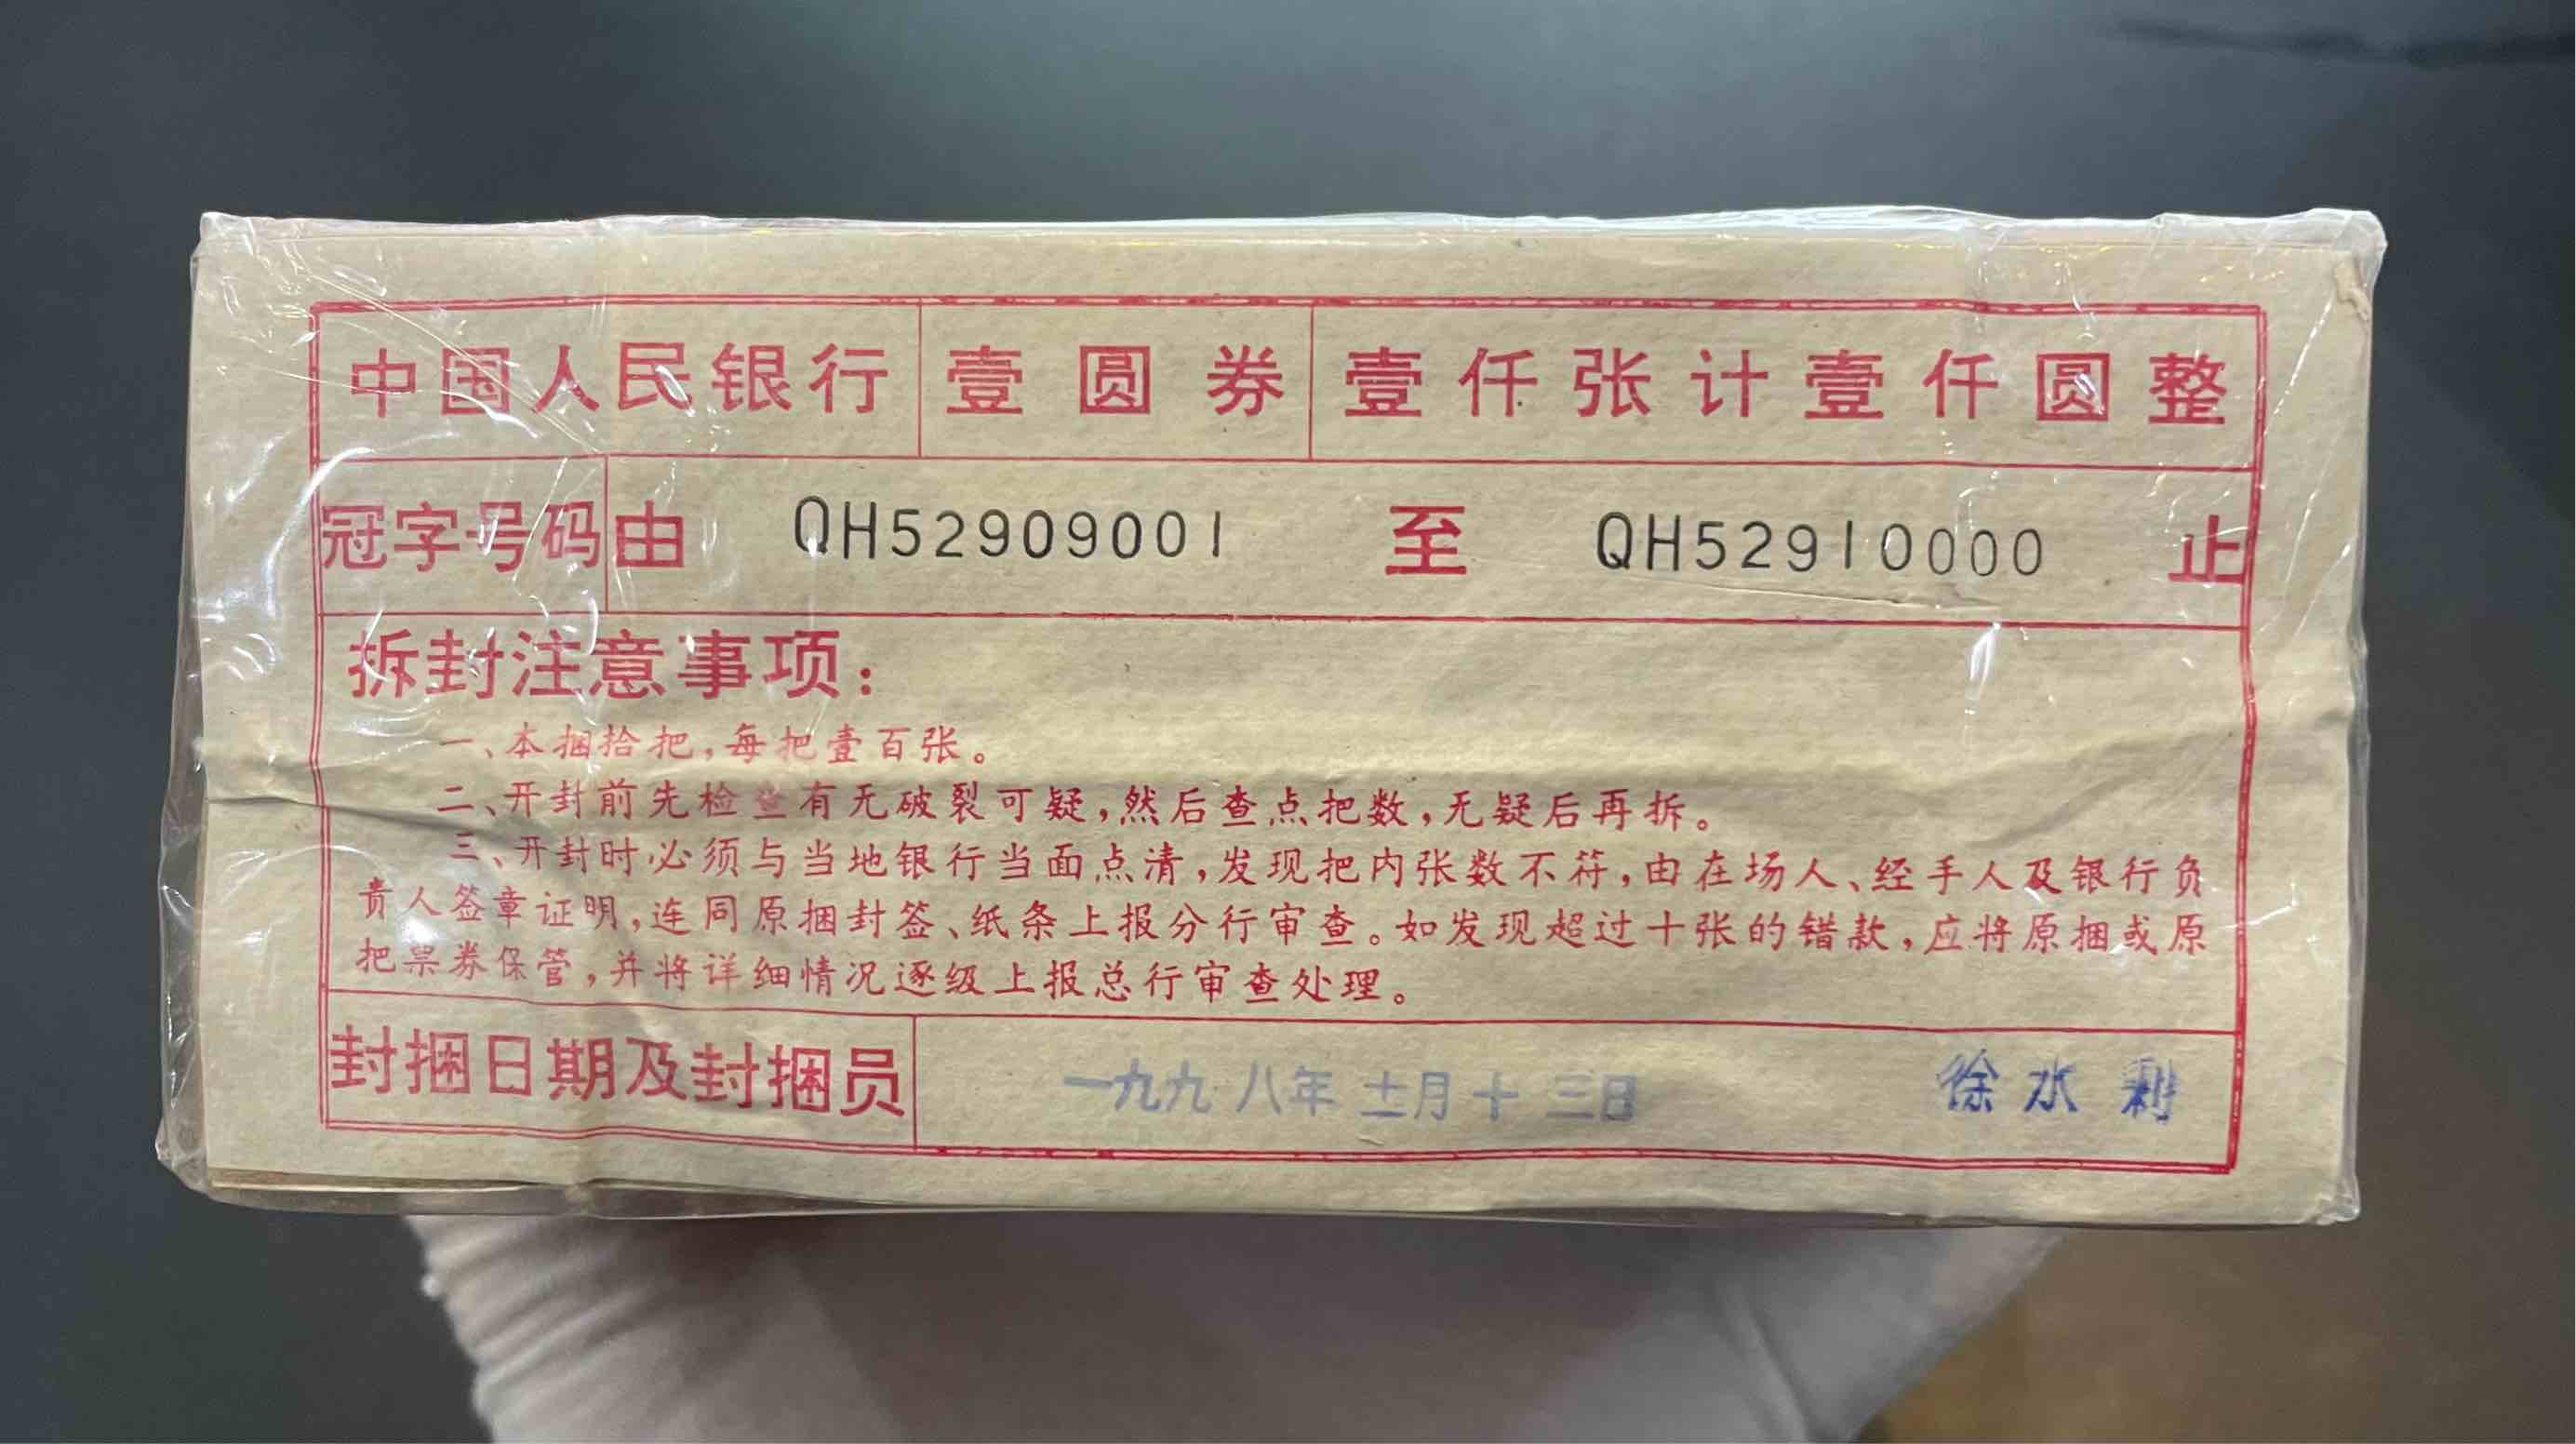 中国人民银行 壹圆券 壹仟张计壹仟圆整
冠字号码 由 QH52909001 至 QH52910000 止
拆封注意事项：
一、本捆拾把，每把壹百张。
二、开封前先检查有无破裂可疑，然后查点把数，无疑后再拆。
三、开封时必须与当地银行当面点清，发现把内张数不符，由在场人、经手人及银行负
责人签章证明，连同原捆封签、纸条上报分行审查。如发现超过十张的错款，应将原捆或原
把票券保管，并将详细情况逐级上报总行审查处理。
封捆日期及封捆员 一九九八年十二月十三日 徐水利